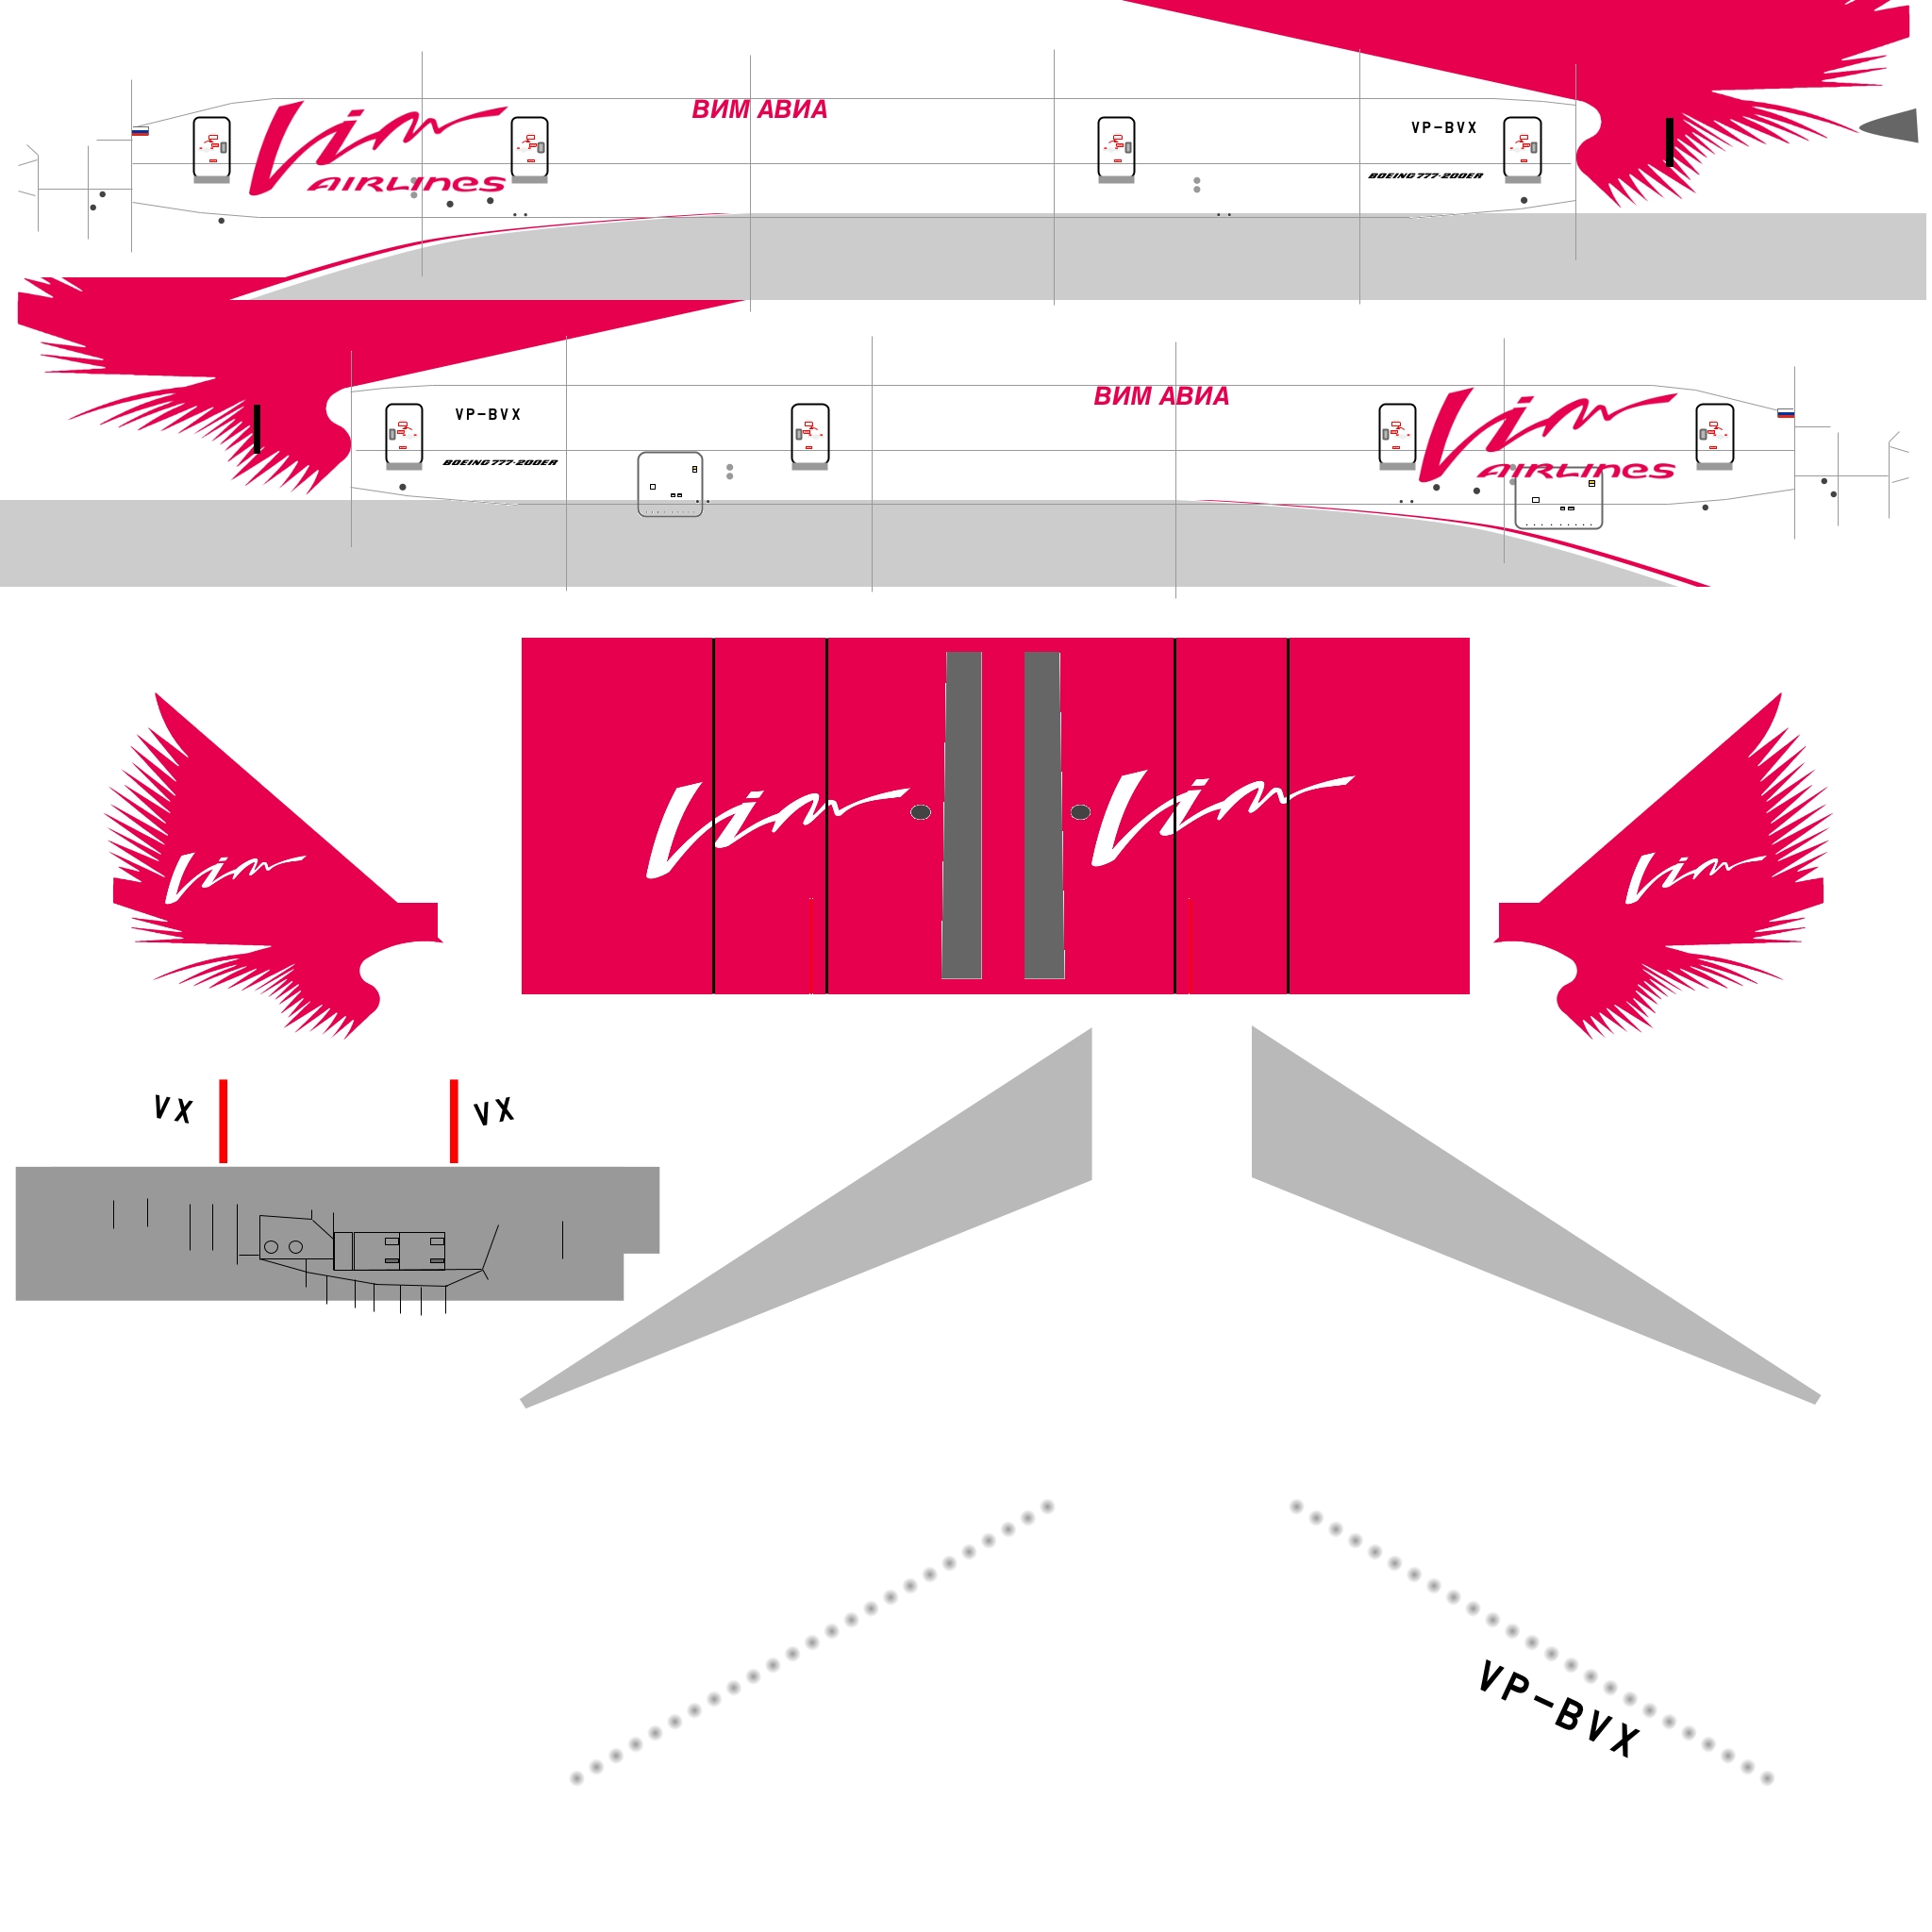 ВИМ АВИА
Vim
VP-BVX
AIRLINES
BOEING 777-200ER
ВИМ АВИА
Vim
VP-BVX
BOEING 777-200ER
AIRLINES
Vim
Vim
Vim
Vim
VX
VX
VP-BVX